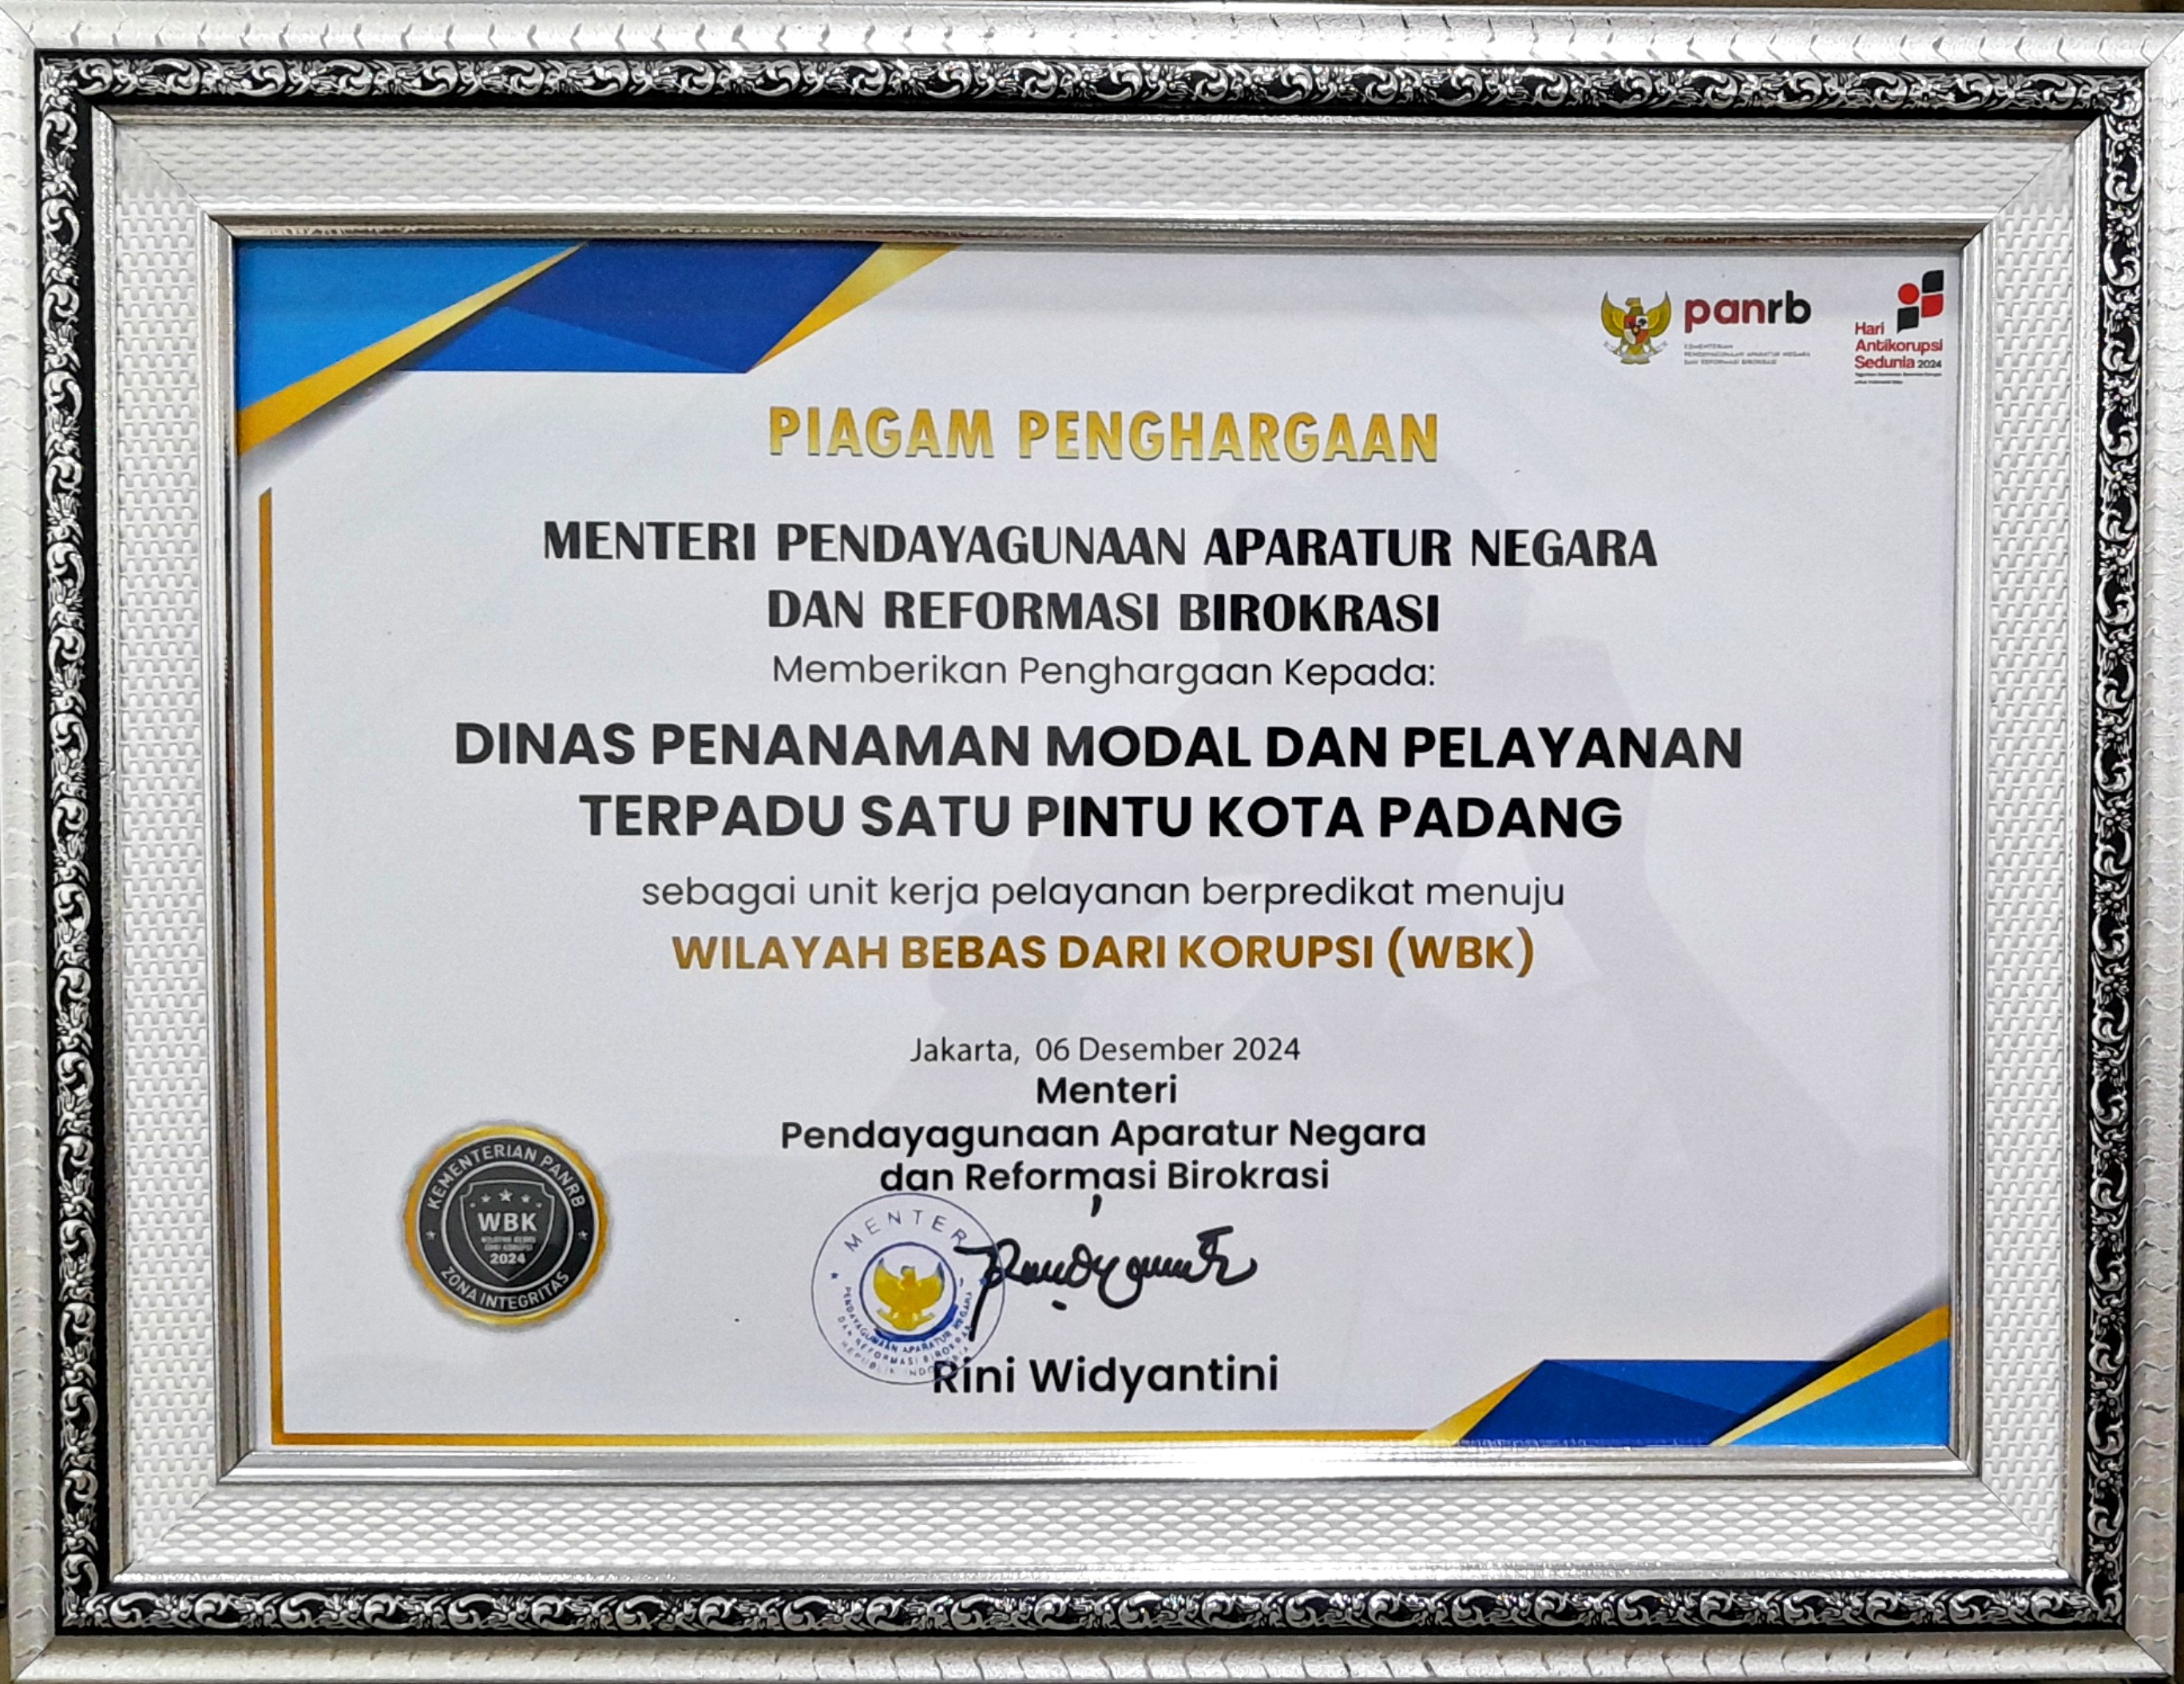 panrb
KEMENTERIAN
PENDAYAGUNAAN APARATUR NEGARA
DAN REFORMASI BIROKRASI
Hari
Antikorupsi
Sedunia 2024
PIAGAM PENGHARGAAN
MENTERI PENDAYAGUNAAN APARATUR NEGARA
DAN REFORMASI BIROKRASI
Memberikan Penghargaan Kepada:
DINAS PENANAMAN MODAL DAN PELAYANAN
TERPADU SATU PINTU KOTA PADANG
sebagai unit kerja pelayanan berpredikat menuju
WILAYAH BEBAS DARI KORUPSI (WBK)
Jakarta, 06 Desember 2024
Menteri
Pendayagunaan Aparatur Negara
dan Reformasi Birokrasi
KEMENTERIAN PANRB
WBK
WILAYAH BEBAS
DARI KORUPSI
2024
ZONA INTEGRITAS
MENTERI
PENDAYAGUNAAN APARATUR NEGARA
DAN REFORMASI BIROKRASI
REPUBLIK INDONESIA
Rini Widyantini